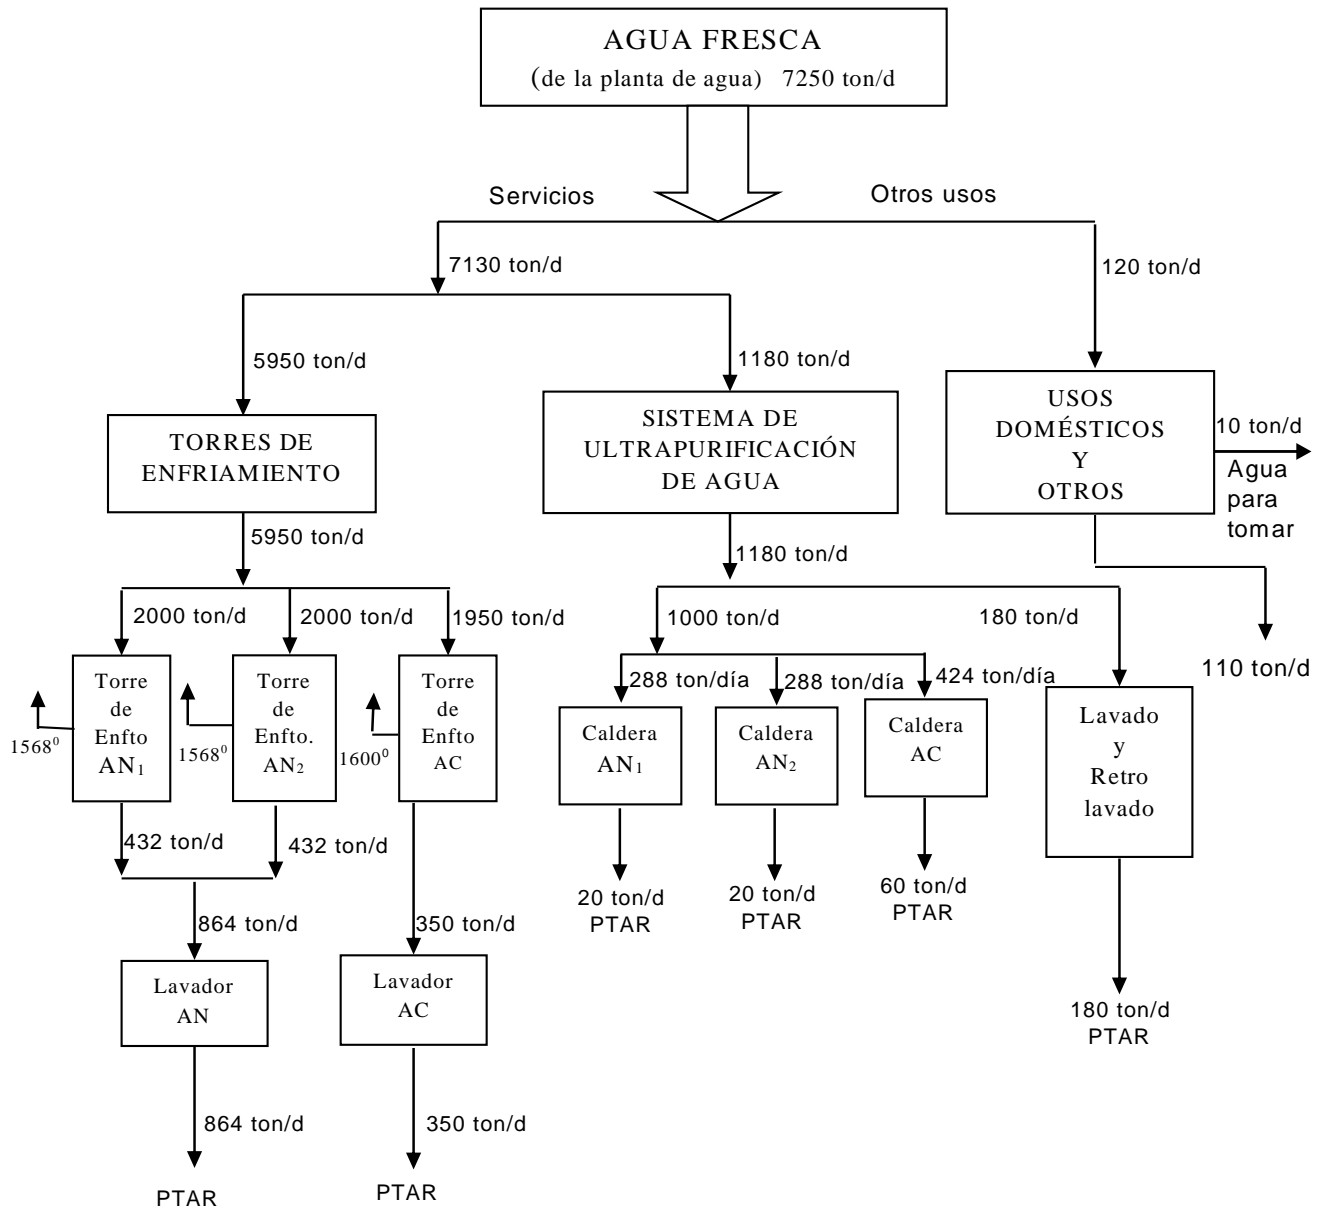 AGUA FRESCA
(de la planta de agua) 7250 ton/d
Servicios
Otros usos
7130 ton/d
120 ton/d
5950 ton/d
1180 ton/d
TORRES DE
ENFRIAMIENTO
SISTEMA DE
ULTRAPURIFICACIÓN
DE AGUA
USOS
DOMÉSTICOS
Y
OTROS
10 ton/d
Agua
para
tomar
5950 ton/d
1180 ton/d
2000 ton/d
2000 ton/d
1950 ton/d
1000 ton/d
180 ton/d
110 ton/d
288 ton/día
288 ton/día
424 ton/día
Torre
de
Enfto
AN₁
1568⁰
Torre
de
Enfto.
AN₂
1568⁰
Torre
de
Enfto
AC
1600⁰
Caldera
AN₁
Caldera
AN₂
Caldera
AC
Lavado
y
Retro
lavado
432 ton/d
432 ton/d
20 ton/d
PTAR
20 ton/d
PTAR
60 ton/d
PTAR
864 ton/d
350 ton/d
Lavador
AN
Lavador
AC
180 ton/d
PTAR
864 ton/d
350 ton/d
PTAR
PTAR